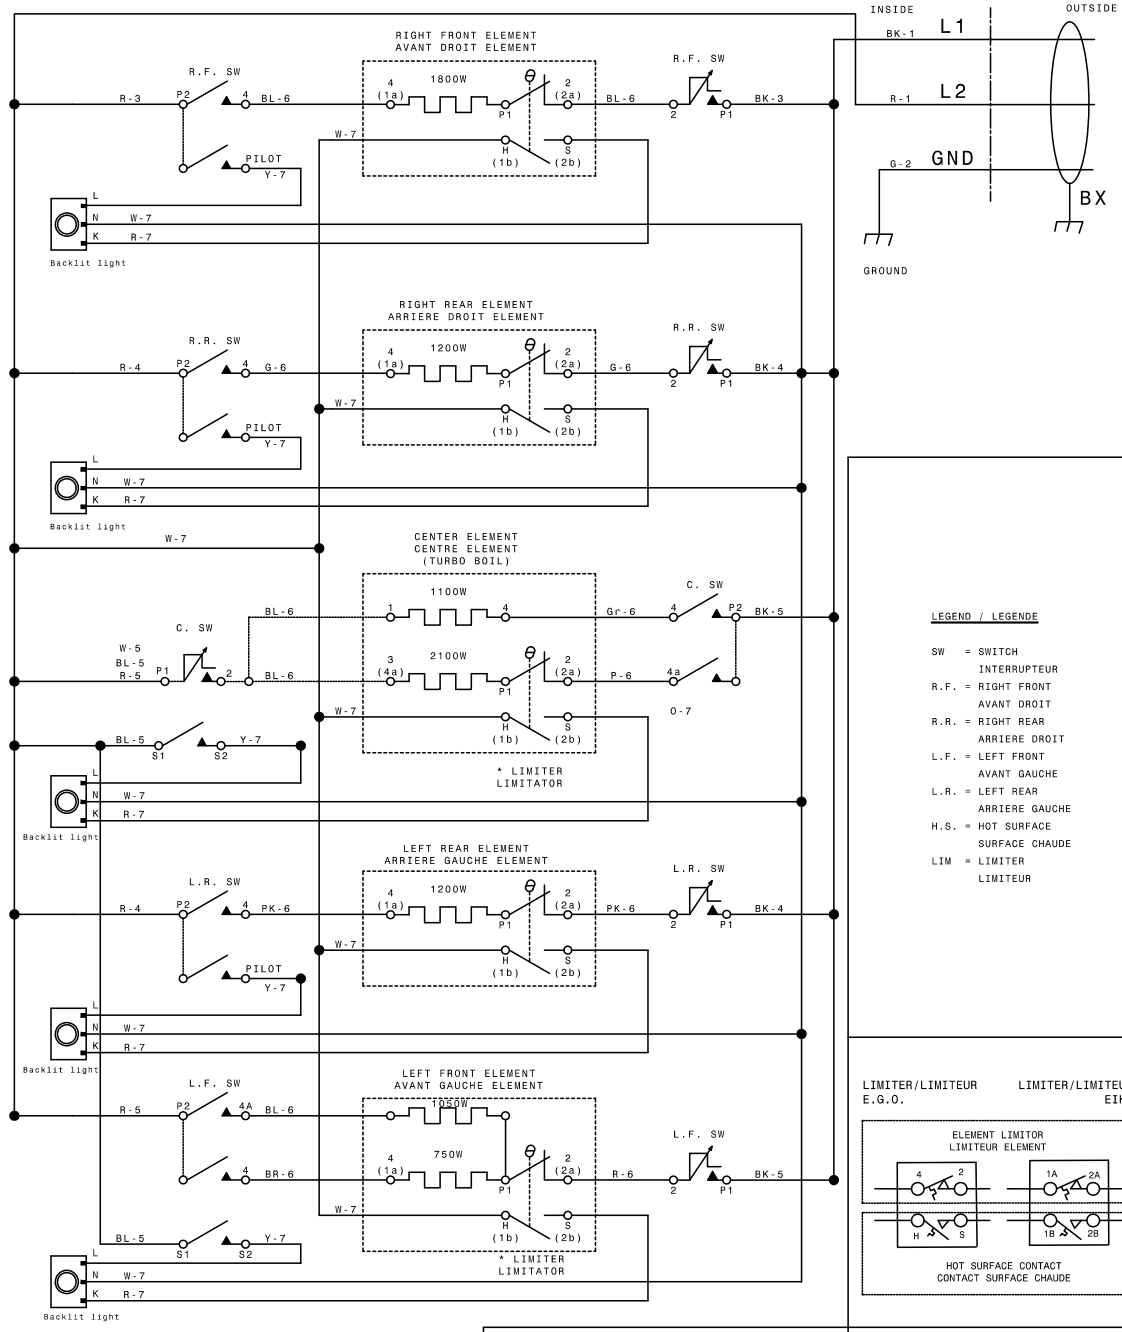 INSIDE
OUTSIDE
BK-1
L1
R-1
L2
G-2
GND
BX
GROUND
RIGHT FRONT ELEMENT
AVANT DROIT ELEMENT
R.F. SW
R.F. SW
R-3
P2
4
BL-6
4
(1a)
1800W
P1
2
(2a)
BL-6
2
P1
BK-3
PILOT
Y-7
W-7
H
(1b)
S
(2b)
L
N
K
W-7
R-7
Backlit light
RIGHT REAR ELEMENT
ARRIERE DROIT ELEMENT
R.R. SW
R.R. SW
R-4
P2
4
G-6
4
(1a)
1200W
P1
2
(2a)
G-6
2
P1
BK-4
PILOT
Y-7
W-7
H
(1b)
S
(2b)
L
N
K
W-7
R-7
Backlit light
W-7
CENTER ELEMENT
CENTRE ELEMENT
(TURBO BOIL)
BL-6
1
1100W
4
Gr-6
4
C. SW
P2
BK-5
C. SW
W-5
BL-5
R-5
P1
2
BL-6
3
(4a)
2100W
P1
2
(2a)
P-6
4a
O-7
W-7
H
(1b)
S
(2b)
BL-5
S1
S2
Y-7
* LIMITER
LIMITATOR
L
N
K
W-7
R-7
Backlit light
LEFT REAR ELEMENT
ARRIERE GAUCHE ELEMENT
L.R. SW
L.R. SW
R-4
P2
4
PK-6
4
(1a)
1200W
P1
2
(2a)
PK-6
2
P1
BK-4
PILOT
Y-7
W-7
H
(1b)
S
(2b)
L
N
K
W-7
R-7
Backlit light
LEFT FRONT ELEMENT
AVANT GAUCHE ELEMENT
L.F. SW
R-5
P2
4A
BL-6
1050W
4
BR-6
4
(1a)
750W
P1
2
(2a)
R-6
L.F. SW
2
P1
BK-5
W-7
H
(1b)
S
(2b)
BL-5
S1
S2
Y-7
* LIMITER
LIMITATOR
L
N
K
W-7
R-7
Backlit light
LEGEND / LEGENDE
SW = SWITCH
INTERRUPTEUR
R.F. = RIGHT FRONT
AVANT DROIT
R.R. = RIGHT REAR
ARRIERE DROIT
L.F. = LEFT FRONT
AVANT GAUCHE
L.R. = LEFT REAR
ARRIERE GAUCHE
H.S. = HOT SURFACE
SURFACE CHAUDE
LIM = LIMITER
LIMITEUR
LIMITER/LIMITEUR
E.G.O.
LIMITER/LIMITEU
EIK
ELEMENT LIMITOR
LIMITEUR ELEMENT
4
2
1A
2A
H
S
1B
2B
HOT SURFACE CONTACT
CONTACT SURFACE CHAUDE